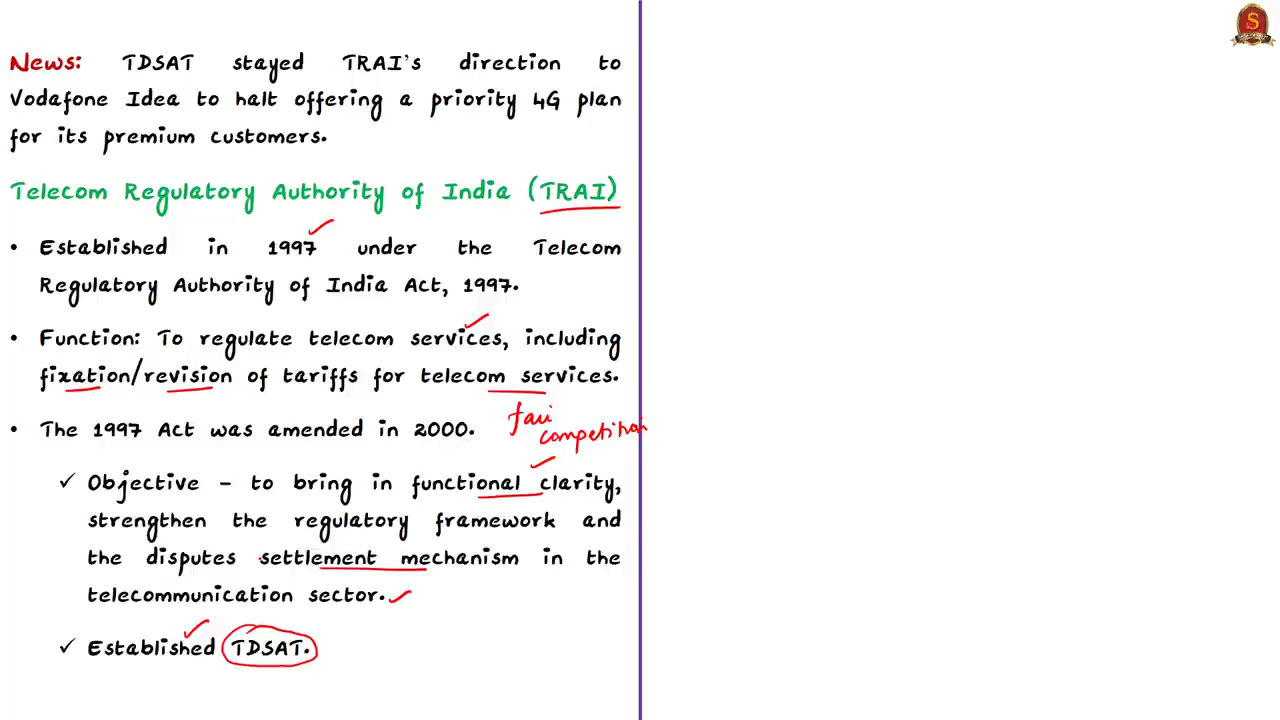 News: TDSAT stayed TRAI's direction to
Vodafone Idea to halt offering a priority 4G plan
for its premium customers.
Telecom Regulatory Authority of India (TRAI)
• Established in 1997 under the Telecom
Regulatory Authority of India Act, 1997.
• Function: To regulate telecom services, including
fixation/revision of tariffs for telecom services.
fair
competition
• The 1997 Act was amended in 2000.
✓ Objective - to bring in functional clarity,
strengthen the regulatory framework and
the disputes settlement mechanism in the
telecommunication sector.
✓ Established TDSAT.
S